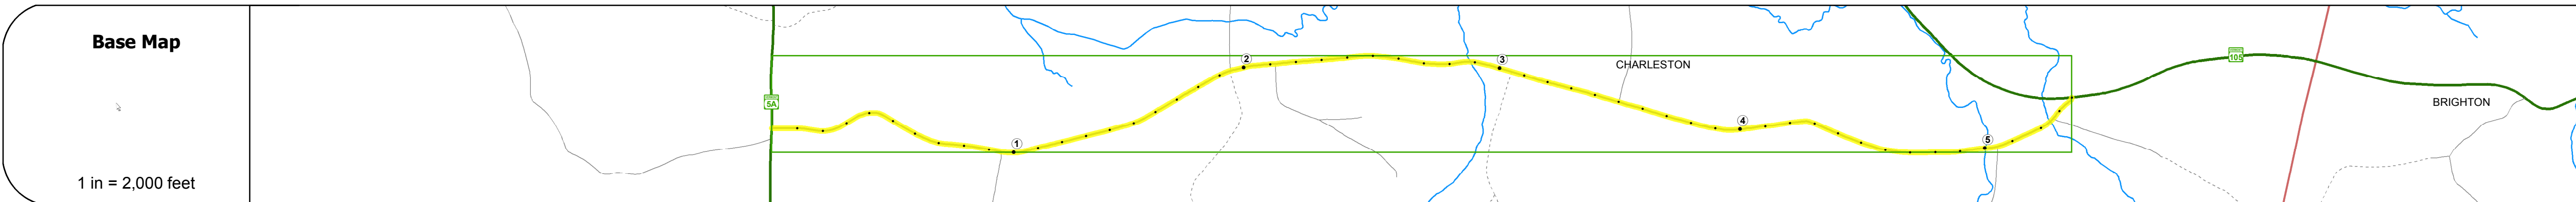 Base Map
1 in = 2,000 feet
5A
1
2
3
CHARLESTON
4
5
105
BRIGHTON